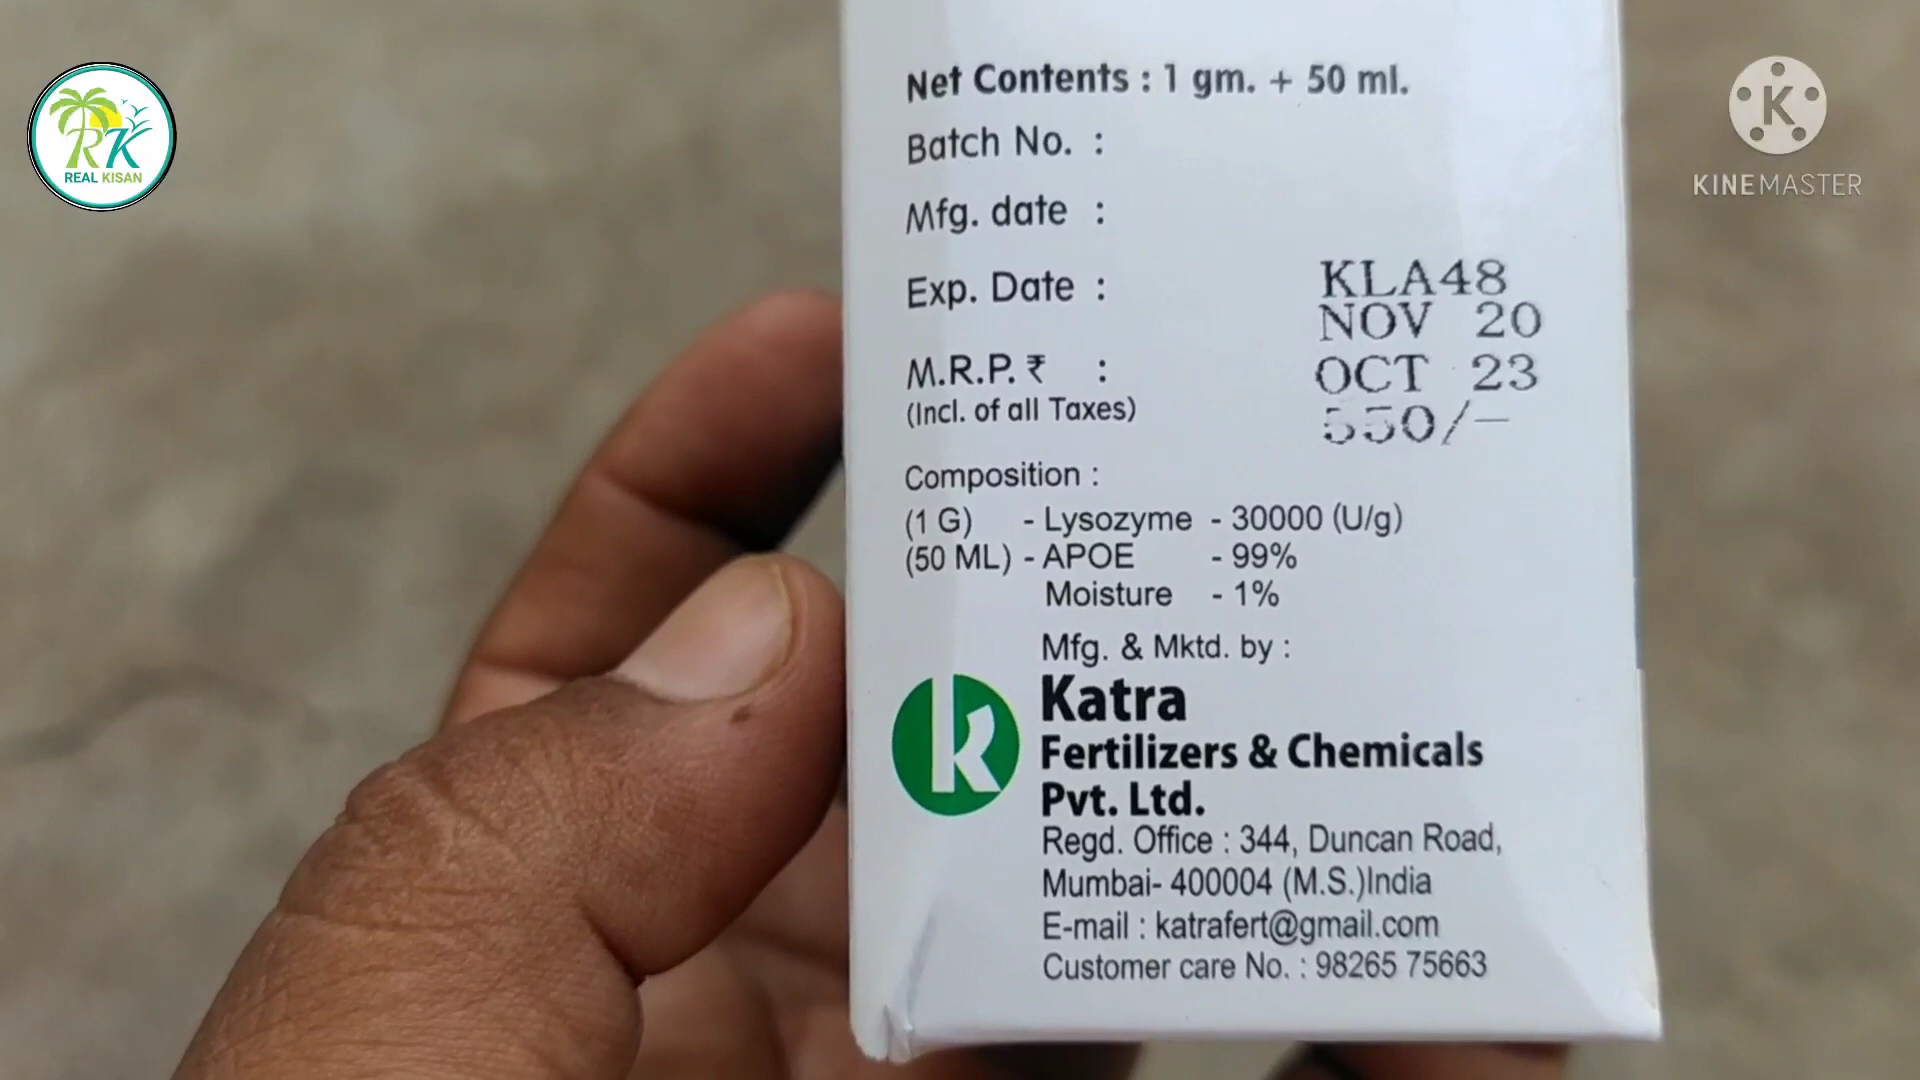 RK
REAL KISAN
K
KINEMASTER
Net Contents : 1 gm. + 50 ml.
Batch No. :
Mfg. date :
Exp. Date :
M.R.P. ₹ :
(Incl. of all Taxes)
KLA48
NOV 20
OCT 23
550/-
Composition :
(1 G) - Lysozyme - 30000 (U/g)
(50 ML) - APOE - 99%
Moisture - 1%
Mfg. & Mktd. by :
k
Katra
Fertilizers & Chemicals
Pvt. Ltd.
Regd. Office : 344, Duncan Road,
Mumbai- 400004 (M.S.)India
E-mail : katrafert@gmail.com
Customer care No. : 98265 75663